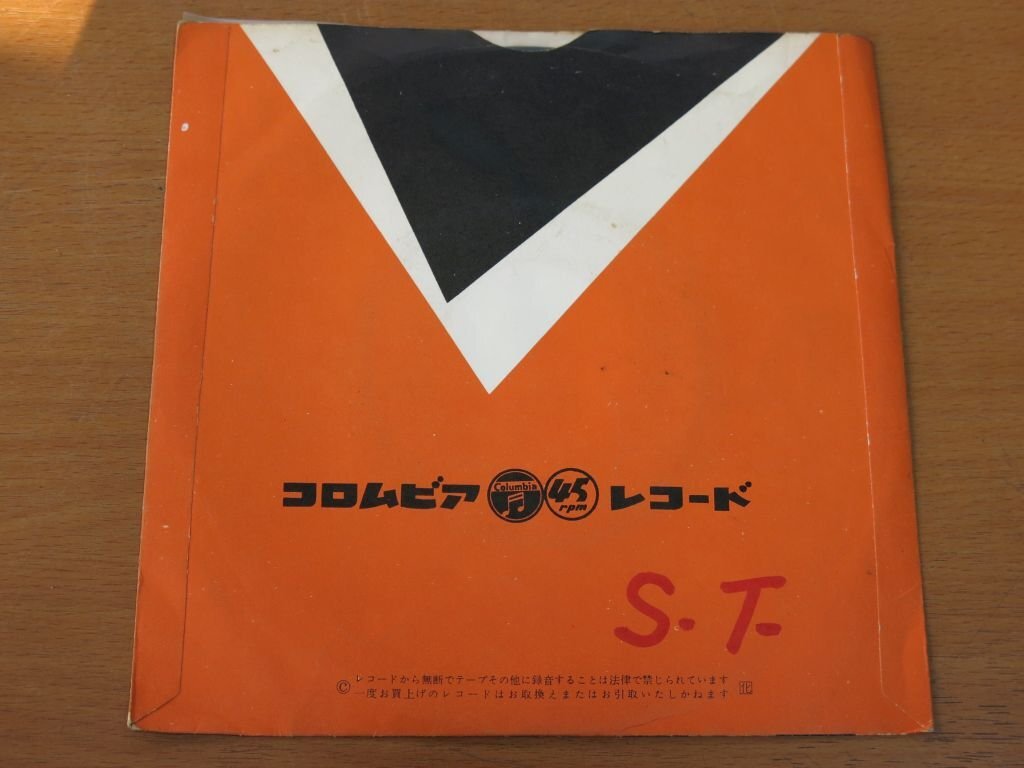 コロムビア Columbia 45 rpm レコード
S. T.
Ⓒ レコードから無断でテープその他に録音することは法律で禁じられています
一度お買上げのレコードはお取換えまたはお引取いたしかねます